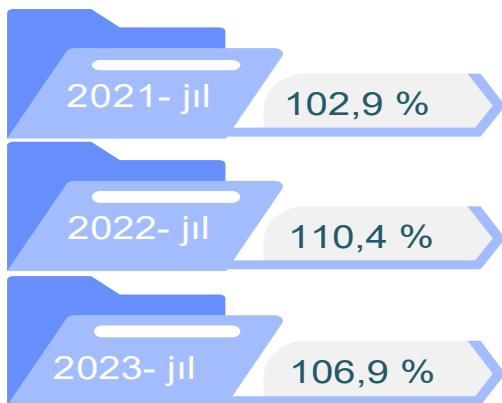 2021- jıl
102,9 %
2022- jıl
110,4 %
2023- jıl
106,9 %